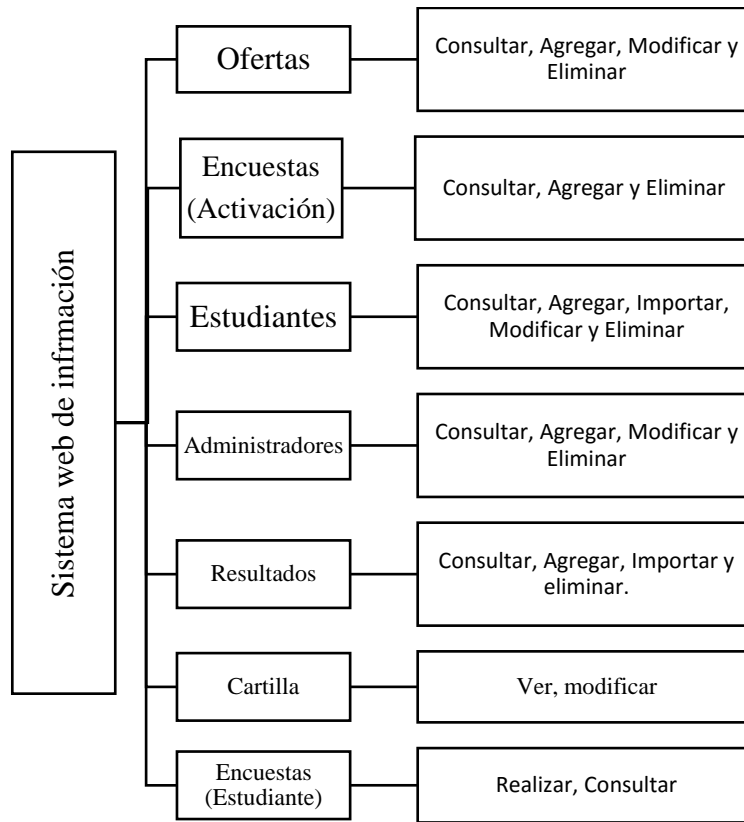 Sistema web de infrmación
Ofertas
Consultar, Agregar, Modificar y
Eliminar
Encuestas
(Activación)
Consultar, Agregar y Eliminar
Estudiantes
Consultar, Agregar, Importar,
Modificar y Eliminar
Administradores
Consultar, Agregar, Modificar y
Eliminar
Resultados
Consultar, Agregar, Importar y
eliminar.
Cartilla
Ver, modificar
Encuestas
(Estudiante)
Realizar, Consultar